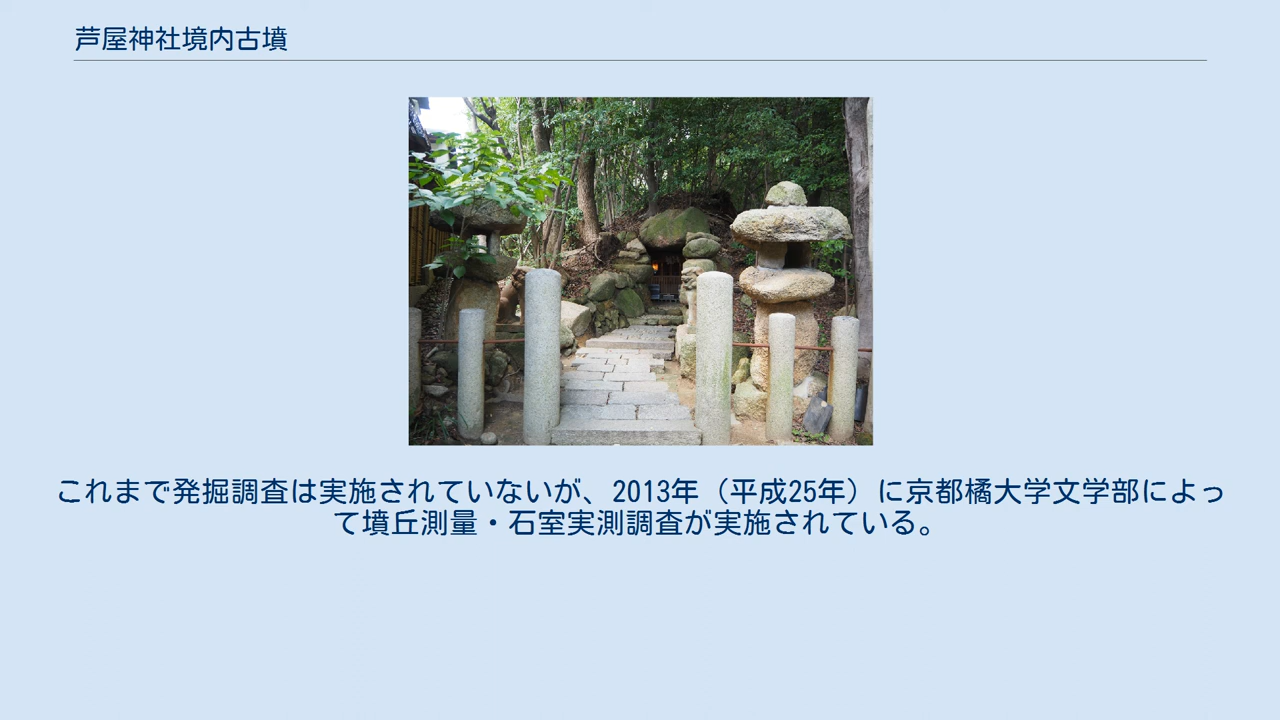 芦屋神社境内古墳
これまで発掘調査は実施されていないが、2013年（平成25年）に京都橘大学文学部によっ
て墳丘測量・石室実測調査が実施されている。